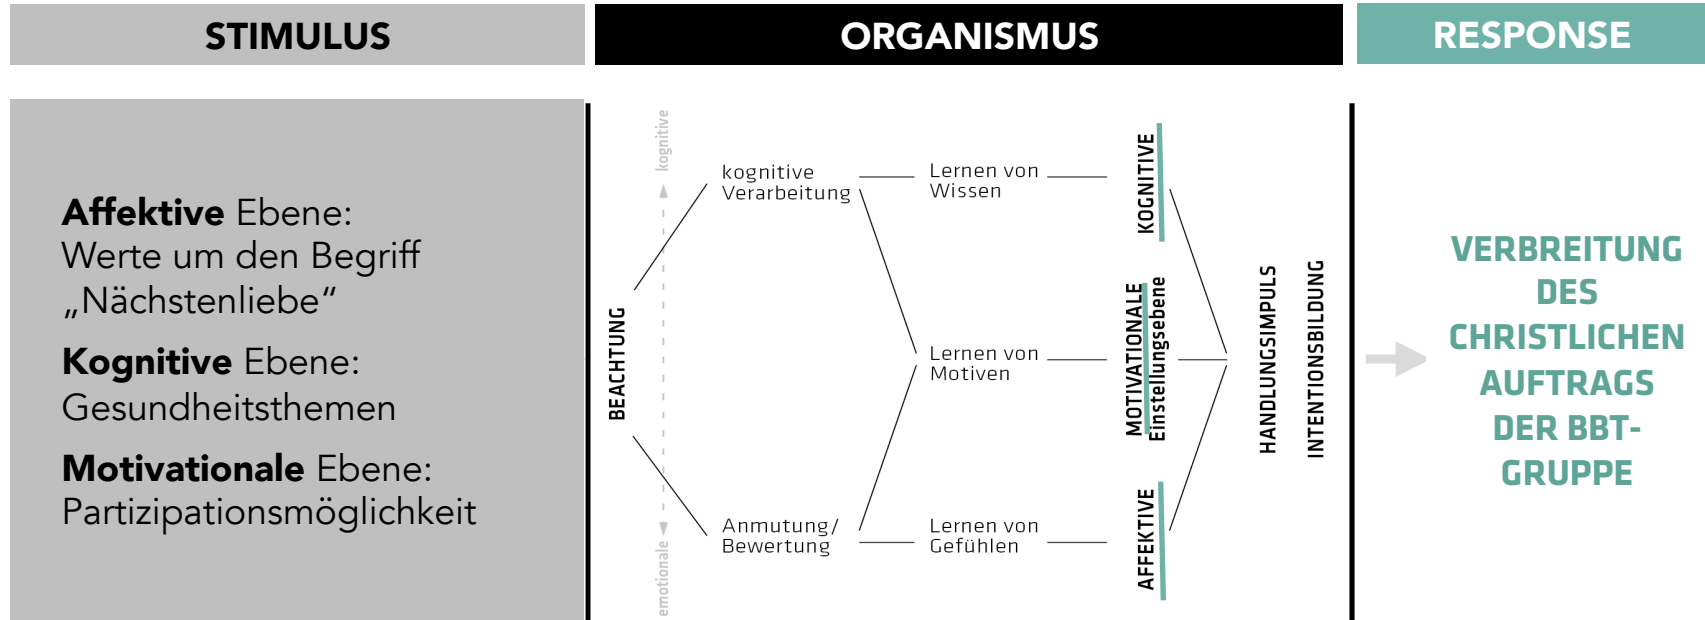 STIMULUS
ORGANISMUS
RESPONSE
Affektive Ebene:
Werte um den Begriff
„Nächstenliebe“
Kognitive Ebene:
Gesundheitsthemen
Motivationale Ebene:
Partizipationsmöglichkeit
BEACHTUNG
kognitive
emotionale
kognitive
Verarbeitung
Anmutung/
Bewertung
Lernen von
Wissen
Lernen von
Motiven
Lernen von
Gefühlen
KOGNITIVE
MOTIVATIONALE
Einstellungsebene
AFFEKTIVE
HANDLUNGSIMPULS
INTENTIONSBILDUNG
VERBREITUNG
DES
CHRISTLICHEN
AUFTRAGS
DER BBT-
GRUPPE